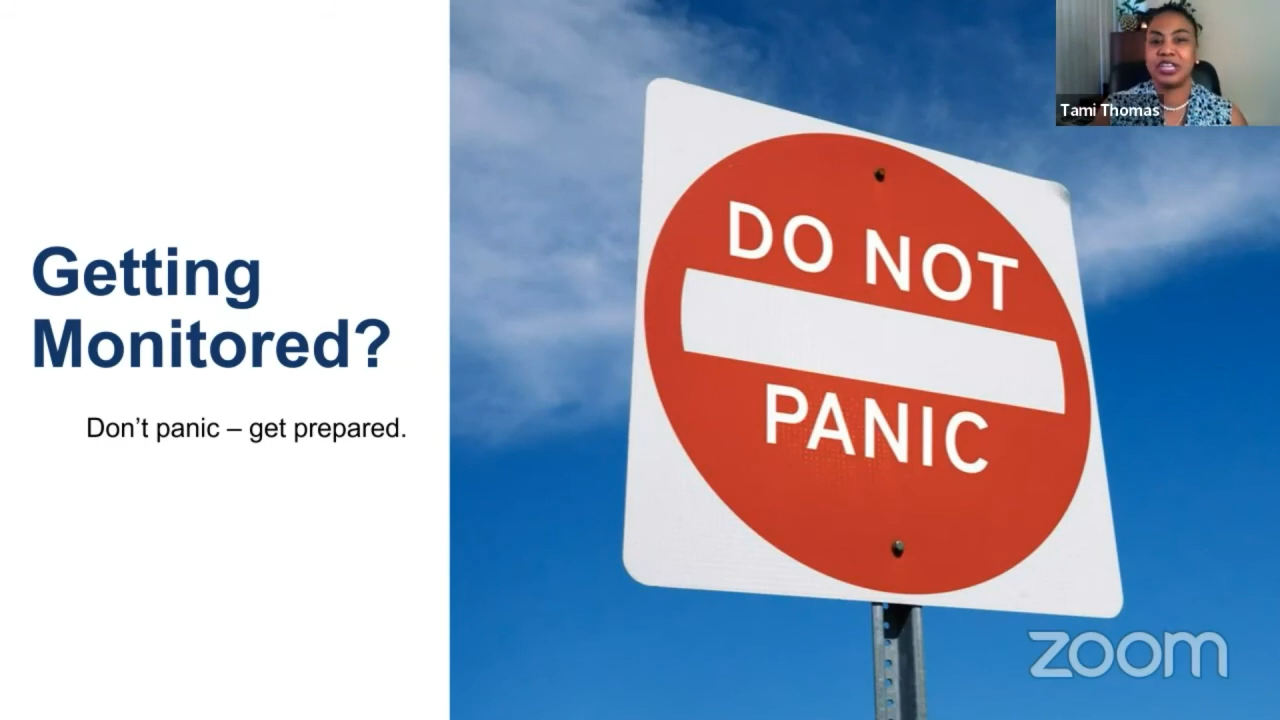 Getting
Monitored?
Don't panic – get prepared.
DO NOT
PANIC
Tami Thomas
zoom